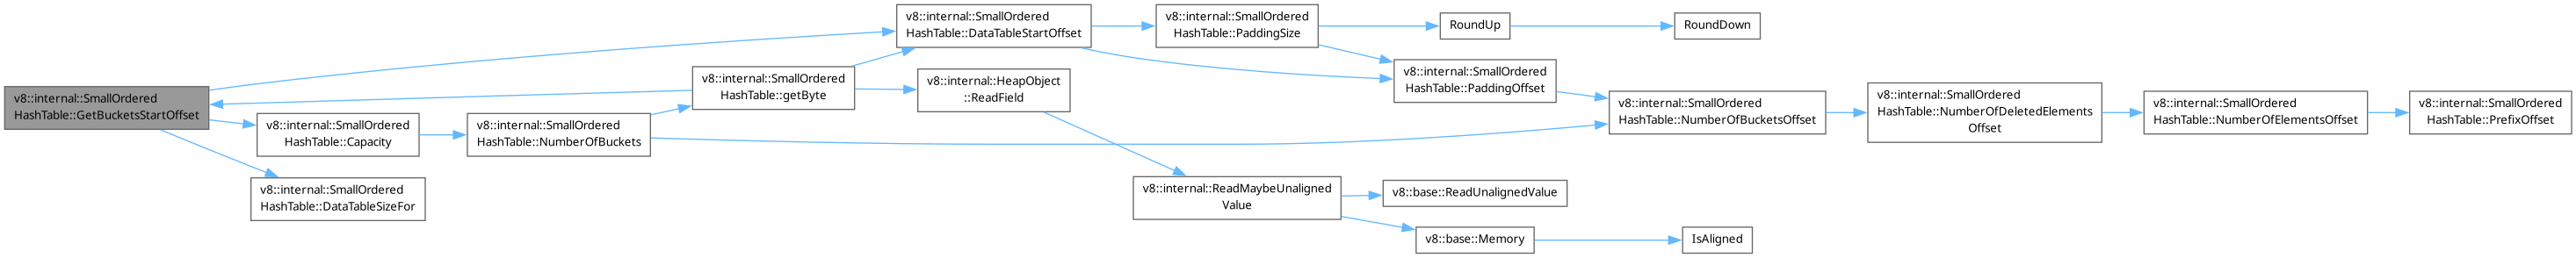 v8::internal::SmallOrdered
HashTable::GetBucketsStartOffset
v8::internal::SmallOrdered
HashTable::Capacity
v8::internal::SmallOrdered
HashTable::DataTableSizeFor
v8::internal::SmallOrdered
HashTable::NumberOfBuckets
v8::internal::SmallOrdered
HashTable::getByte
v8::internal::SmallOrdered
HashTable::DataTableStartOffset
v8::internal::HeapObject
::ReadField
v8::internal::SmallOrdered
HashTable::PaddingSize
v8::internal::ReadMaybeUnaligned
Value
RoundUp
v8::internal::SmallOrdered
HashTable::PaddingOffset
v8::base::ReadUnalignedValue
v8::base::Memory
RoundDown
v8::internal::SmallOrdered
HashTable::NumberOfBucketsOffset
IsAligned
v8::internal::SmallOrdered
HashTable::NumberOfDeletedElements
Offset
v8::internal::SmallOrdered
HashTable::NumberOfElementsOffset
v8::internal::SmallOrdered
HashTable::PrefixOffset